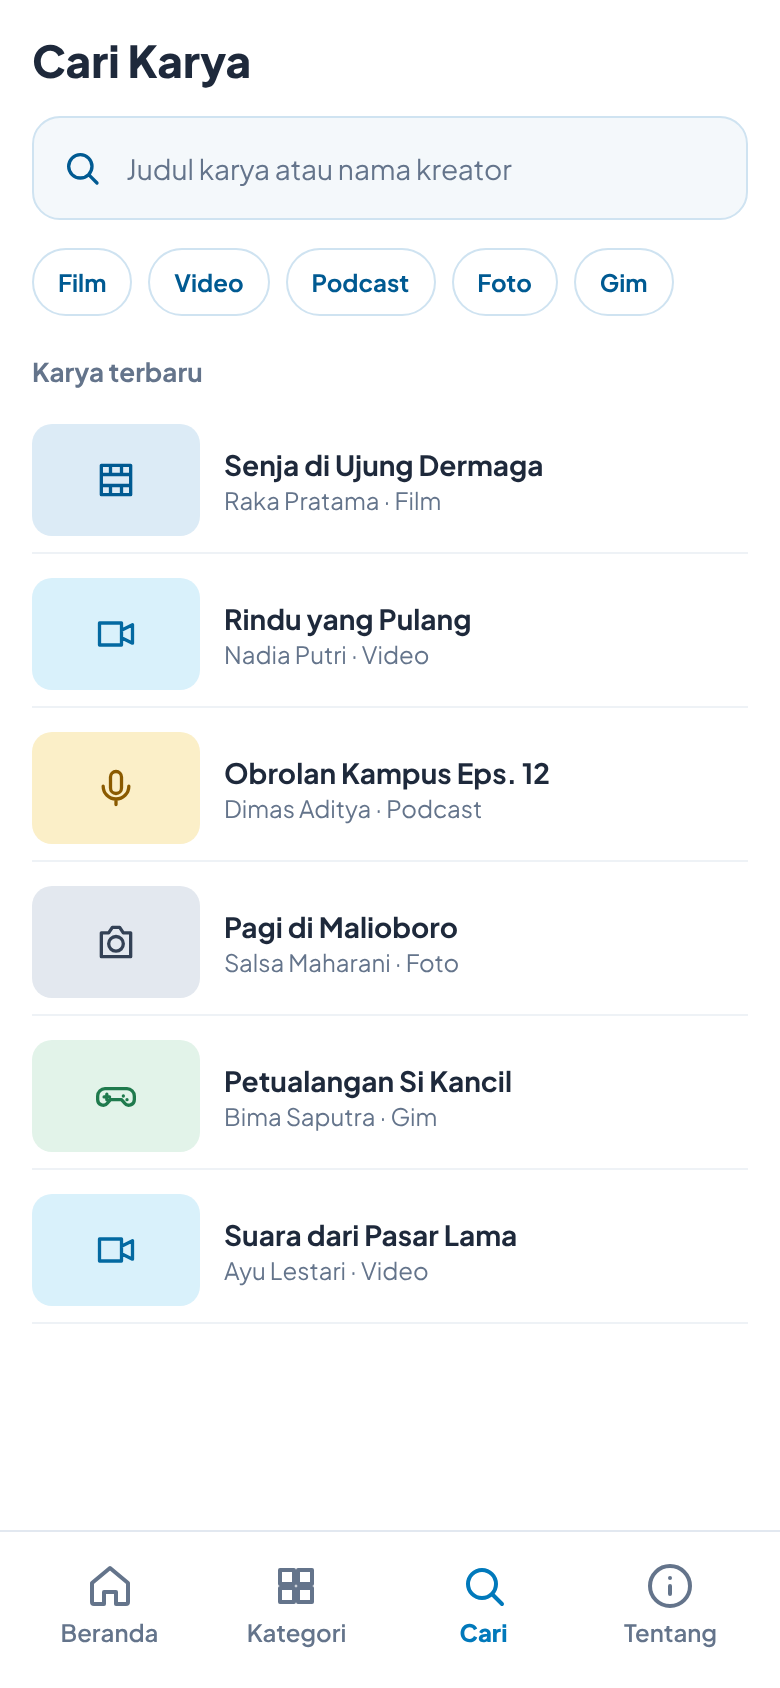 Cari Karya
Judul karya atau nama kreator
Film
Video
Podcast
Foto
Gim
Karya terbaru
Senja di Ujung Dermaga
Raka Pratama · Film
Rindu yang Pulang
Nadia Putri · Video
Obrolan Kampus Eps. 12
Dimas Aditya · Podcast
Pagi di Malioboro
Salsa Maharani · Foto
Petualangan Si Kancil
Bima Saputra · Gim
Suara dari Pasar Lama
Ayu Lestari · Video
Beranda
Kategori
Cari
Tentang